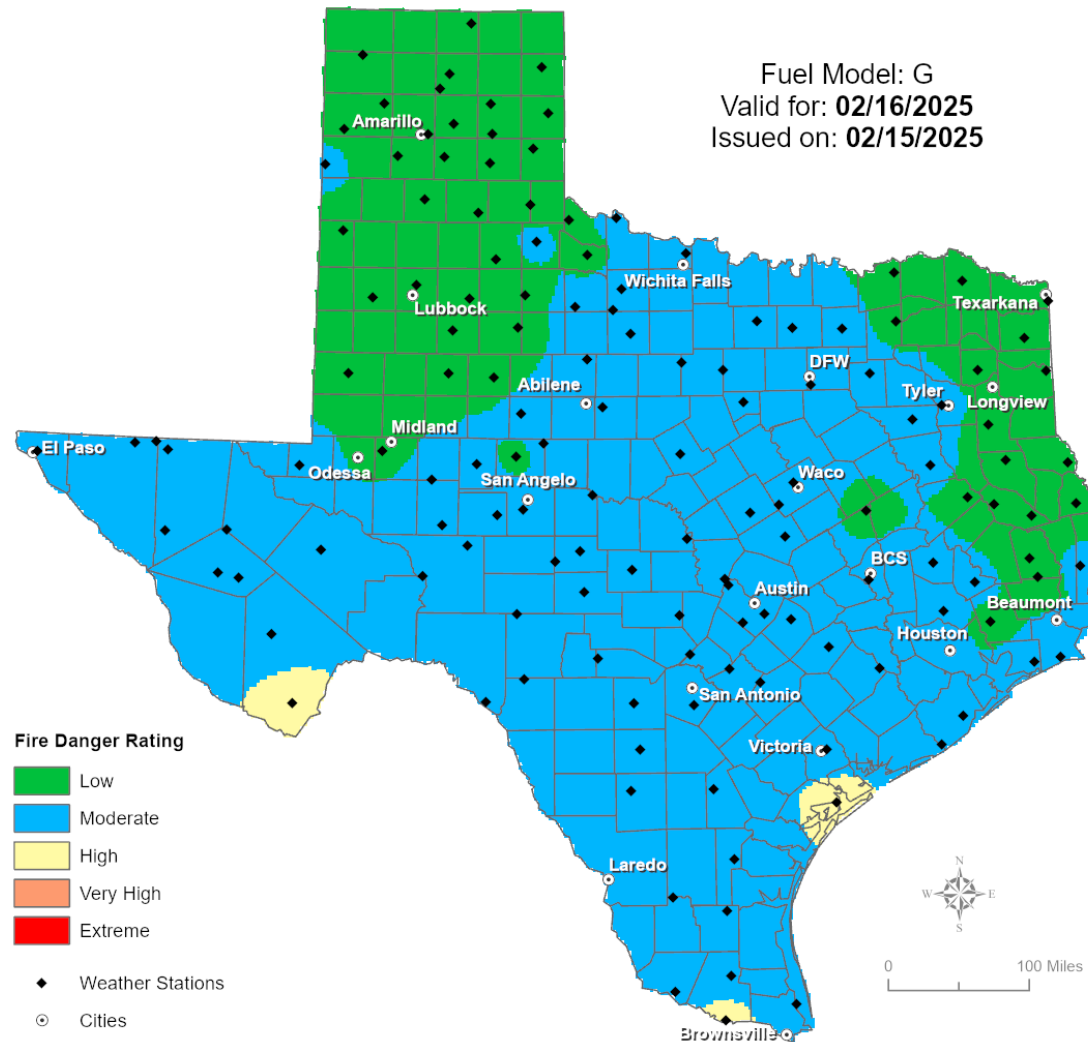 Fuel Model: G
Valid for: 02/16/2025
Issued on: 02/15/2025
Amarillo
Wichita Falls
Lubbock
Texarkana
DFW
Abilene
Tyler
Longview
Midland
El Paso
Odessa
San Angelo
Waco
BCS
Austin
Beaumont
Houston
San Antonio
Victoria
Laredo
Brownsville
Fire Danger Rating
Low
Moderate
High
Very High
Extreme
Weather Stations
Cities
N
W E
S
0 100 Miles